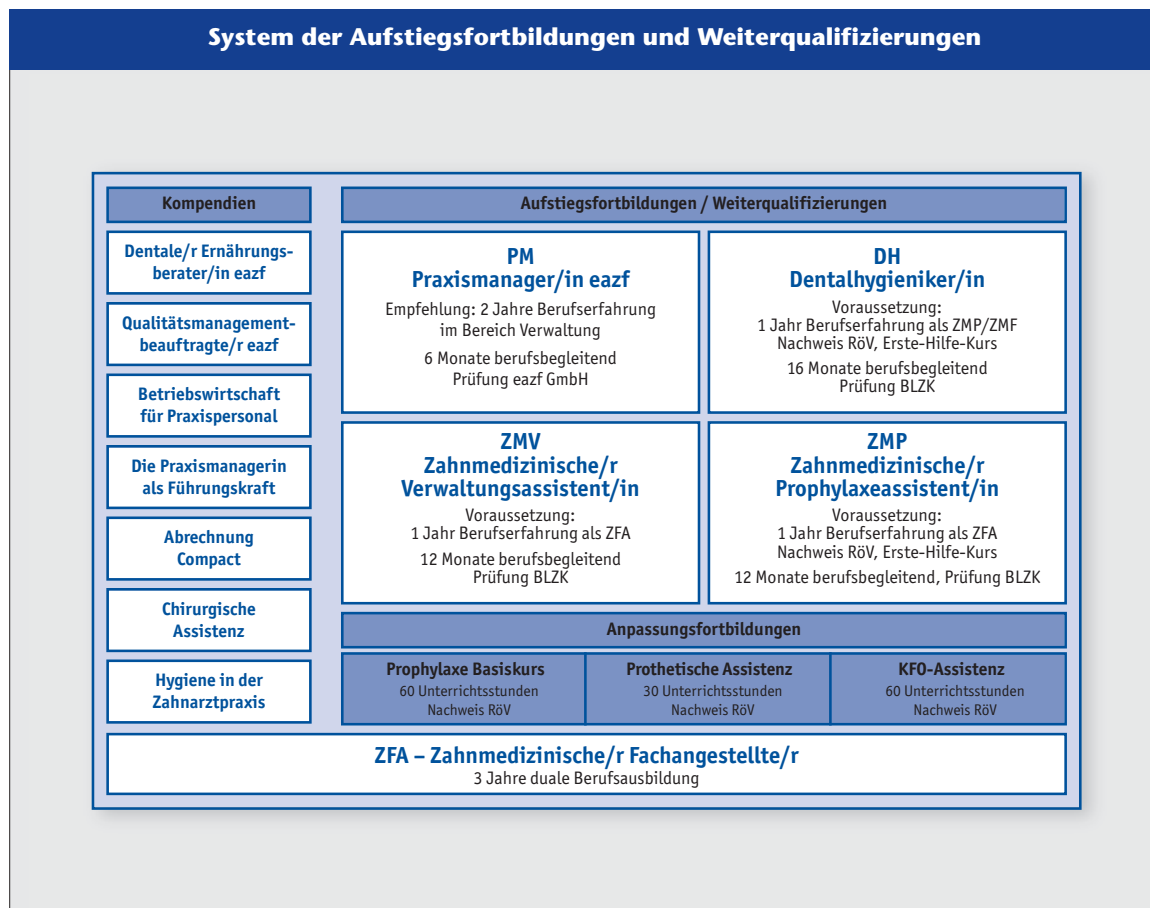 System der Aufstiegsfortbildungen und Weiterqualifizierungen
Kompendien
Dentale/r Ernährungs-
berater/in eazf
Qualitätsmanagement-
beauftragte/r eazf
Betriebswirtschaft
für Praxispersonal
Die Praxismanagerin
als Führungskraft
Abrechnung
Compact
Chirurgische
Assistenz
Hygiene in der
Zahnarztpraxis
Aufstiegsfortbildungen / Weiterqualifizierungen
PM
Praxismanager/in eazf
Empfehlung: 2 Jahre Berufserfahrung
im Bereich Verwaltung
6 Monate berufsbegleitend
Prüfung eazf GmbH
DH
Dentalhygieniker/in
Voraussetzung:
1 Jahr Berufserfahrung als ZMP/ZMF
Nachweis RöV, Erste-Hilfe-Kurs
16 Monate berufsbegleitend
Prüfung BLZK
ZMV
Zahnmedizinische/r
Verwaltungsassistent/in
Voraussetzung:
1 Jahr Berufserfahrung als ZFA
12 Monate berufsbegleitend
Prüfung BLZK
ZMP
Zahnmedizinische/r
Prophylaxeassistent/in
Voraussetzung:
1 Jahr Berufserfahrung als ZFA
Nachweis RöV, Erste-Hilfe-Kurs
12 Monate berufsbegleitend, Prüfung BLZK
Anpassungsfortbildungen
Prophylaxe Basiskurs
60 Unterrichtsstunden
Nachweis RöV
Prothetische Assistenz
30 Unterrichtsstunden
Nachweis RöV
KFO-Assistenz
60 Unterrichtsstunden
Nachweis RöV
ZFA – Zahnmedizinische/r Fachangestellte/r
3 Jahre duale Berufsausbildung